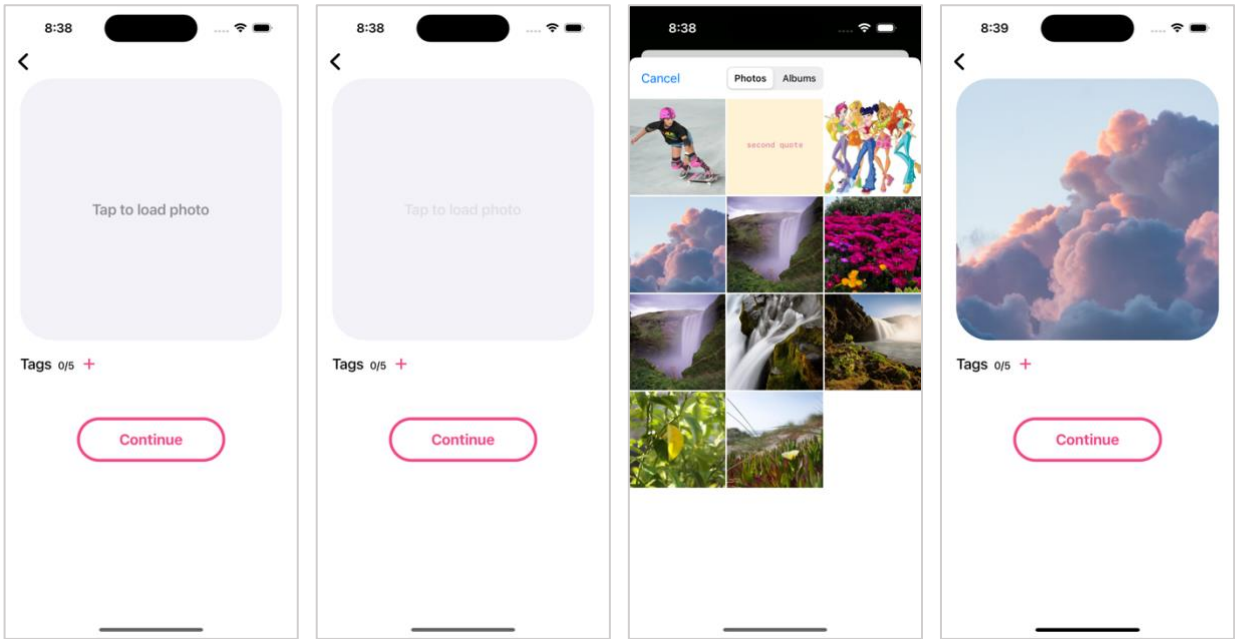 8:38
Tap to load photo
Tags 0/5 +
Continue
8:38
Tap to load photo
Tags 0/5 +
Continue
8:38
Cancel Photos Albums
second quote
8:39
Tags 0/5 +
Continue